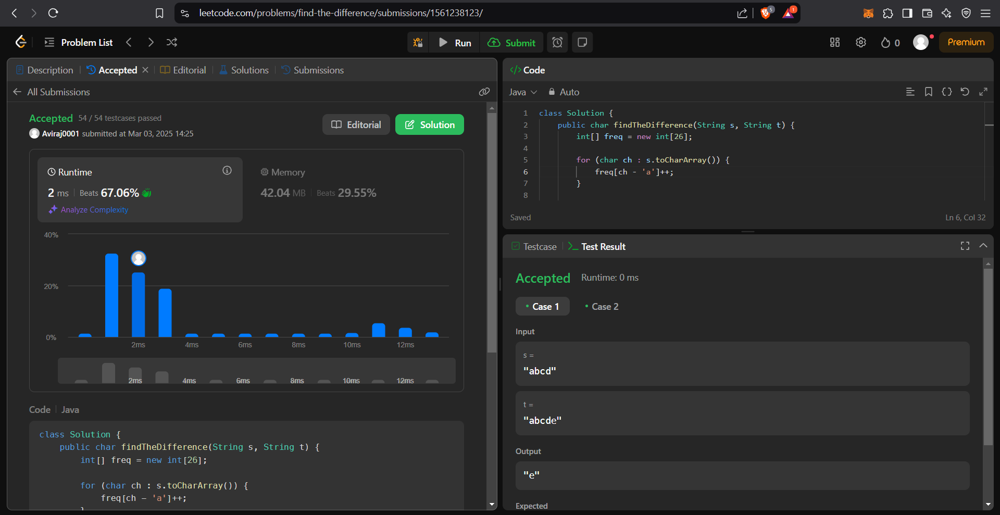 leetcode.com/problems/find-the-difference/submissions/1561238123/
5
1
Problem List
Run
Submit
0
Premium
Description
Accepted
Editorial
Solutions
Submissions
All Submissions
Accepted 54 / 54 testcases passed
Aviraj0001 submitted at Mar 03, 2025 14:25
Editorial
Solution
Runtime
2 ms Beats 67.06%
Analyze Complexity
Memory
42.04 MB Beats 29.55%
40%
20%
0%
2ms 4ms 6ms 8ms 10ms 12ms
2ms 4ms 6ms 8ms 10ms 12ms
Code Java
class Solution {
public char findTheDifference(String s, String t) {
int[] freq = new int[26];
for (char ch : s.toCharArray()) {
freq[ch - 'a']++;
}
</> Code
Java Auto
1 class Solution {
2 public char findTheDifference(String s, String t) {
3 int[] freq = new int[26];
4
5 for (char ch : s.toCharArray()) {
6 freq[ch - 'a']++;
7 }
8
Saved Ln 6, Col 32
Testcase
Test Result
Accepted Runtime: 0 ms
Case 1 Case 2
Input
s =
"abcd"
t =
"abcde"
Output
"e"
Expected